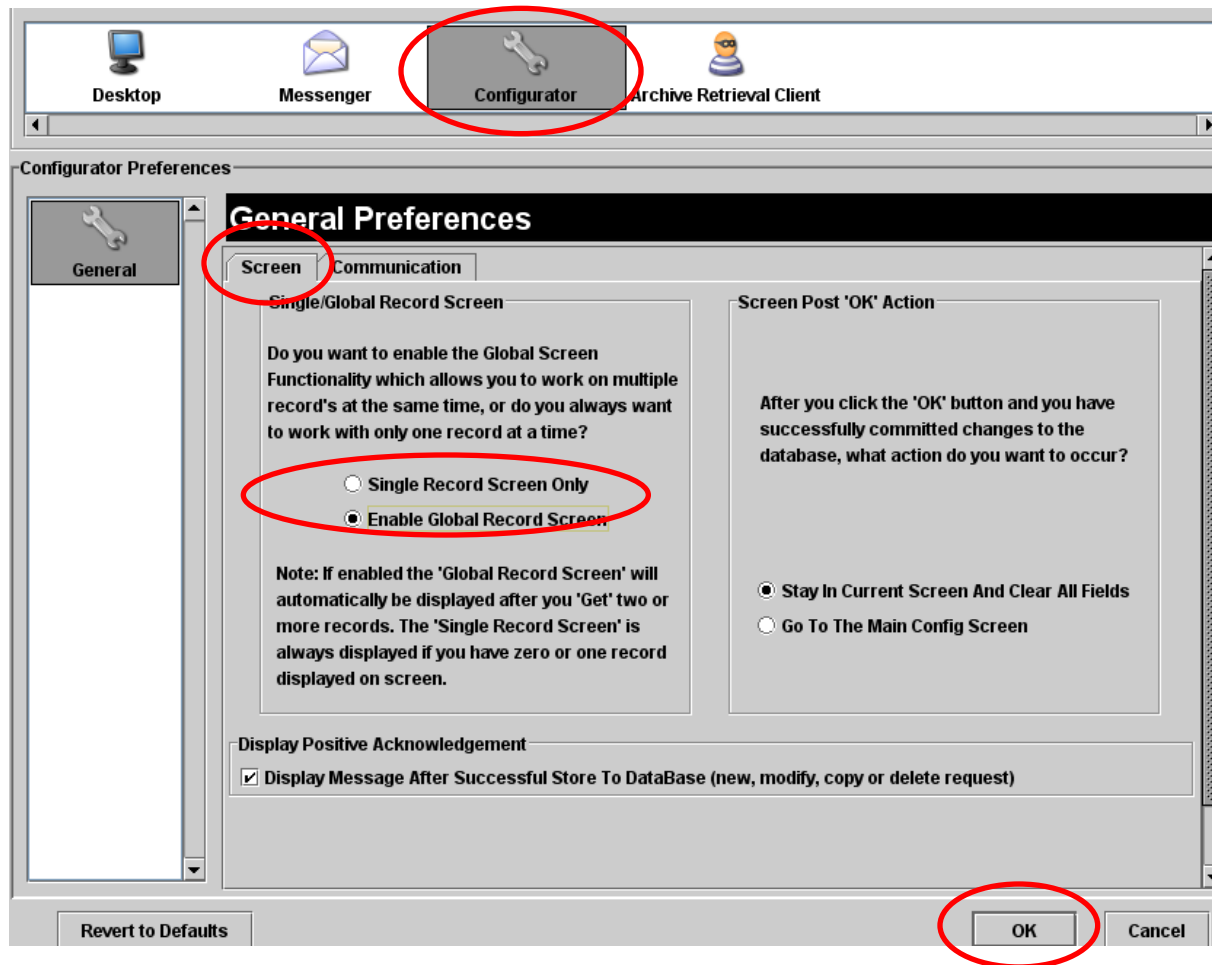 Desktop
Messenger
Configurator
Archive Retrieval Client
Configurator Preferences
General
General Preferences
Screen
Communication
Single/Global Record Screen
Do you want to enable the Global Screen
Functionality which allows you to work on multiple
record's at the same time, or do you always want
to work with only one record at a time?
Single Record Screen Only
Enable Global Record Screen
Note: If enabled the 'Global Record Screen' will
automatically be displayed after you 'Get' two or
more records. The 'Single Record Screen' is
always displayed if you have zero or one record
displayed on screen.
Screen Post 'OK' Action
After you click the 'OK' button and you have
successfully committed changes to the
database, what action do you want to occur?
Stay In Current Screen And Clear All Fields
Go To The Main Config Screen
Display Positive Acknowledgement
Display Message After Successful Store To DataBase (new, modify, copy or delete request)
Revert to Defaults
OK
Cancel